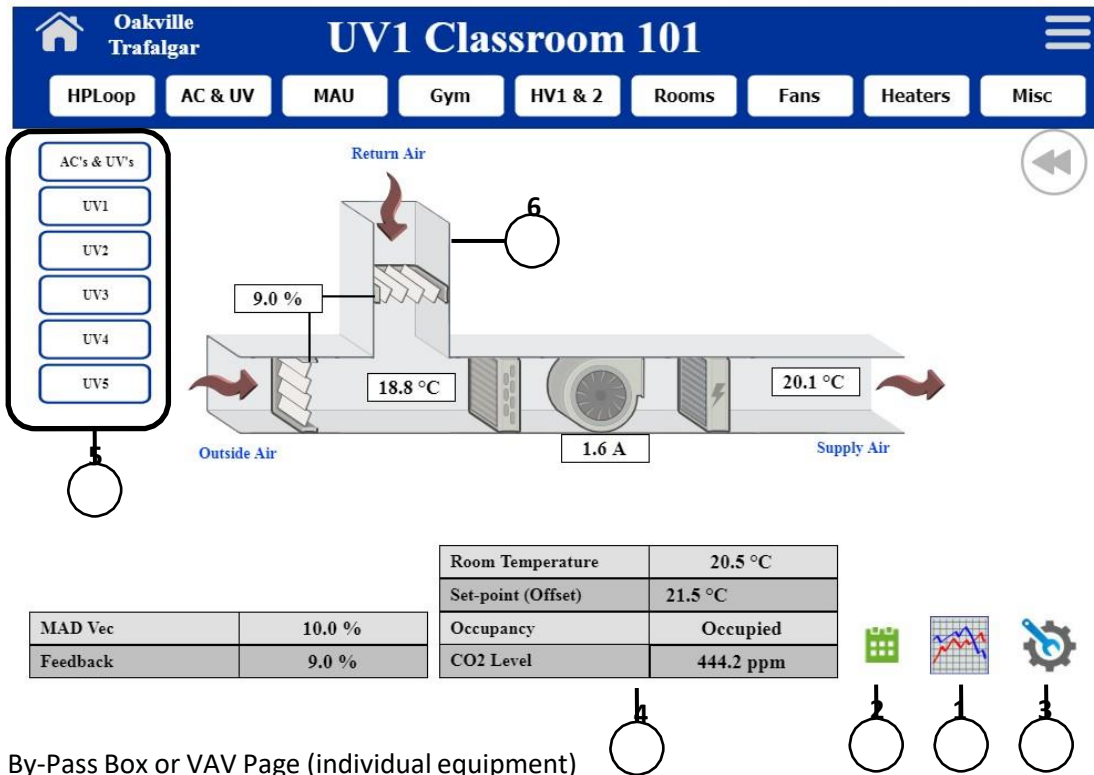 Oakville
Trafalgar
UV1 Classroom 101
HPLoop AC & UV MAU Gym HV1 & 2 Rooms Fans Heaters Misc
AC's & UV's
UV1
UV2
UV3
UV4
UV5
5
Return Air
6
9.0 %
18.8 °C
20.1 °C
Outside Air
1.6 A
Supply Air
Room Temperature 20.5 °C
Set-point (Offset) 21.5 °C
MAD Vec 10.0 % Occupancy Occupied
Feedback 9.0 % CO2 Level 444.2 ppm
4 2 1 3
By-Pass Box or VAV Page (individual equipment)